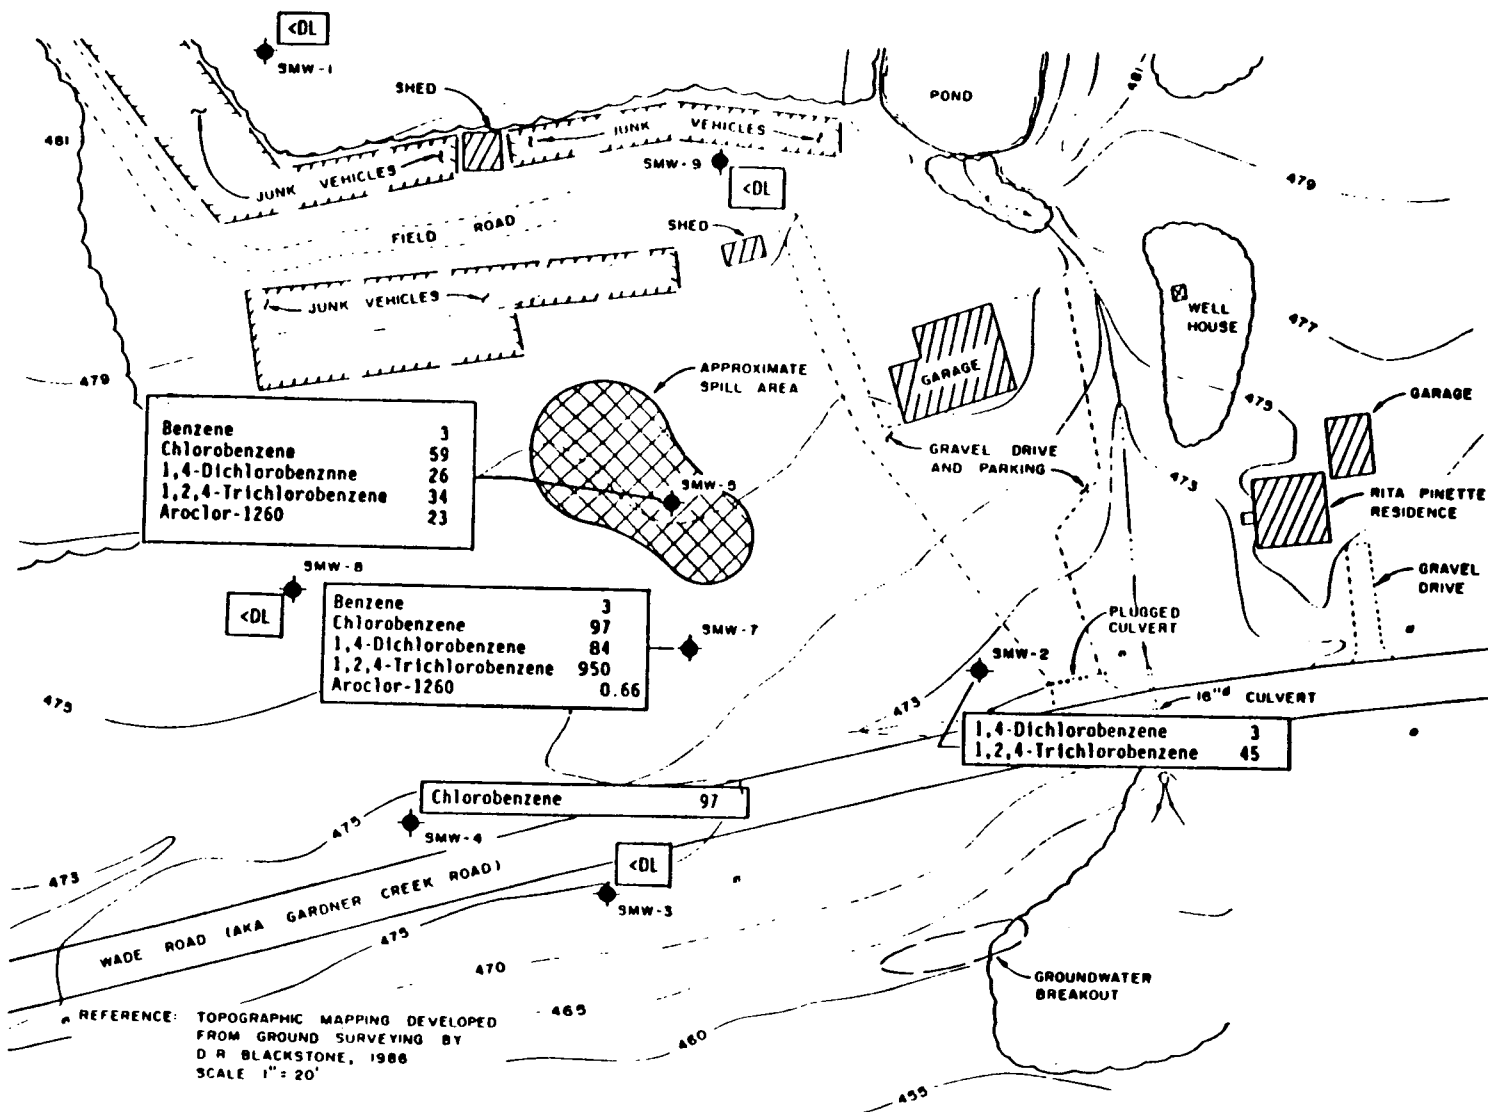 <DL
SMW-1
SHED
POND
481
481
JUNK VEHICLES
SMW-9
<DL
JUNK VEHICLES
479
FIELD ROAD
SHED
JUNK VEHICLES
WELL
HOUSE
477
479
APPROXIMATE
SPILL AREA
GARAGE
475
GARAGE
Benzene 3
Chlorobenzene 59
1,4-Dichlorobenznne 26
1,2,4-Trichlorobenzene 34
Aroclor-1260 23
GRAVEL DRIVE
AND PARKING
473
SMW-5
RITA PINETTE
RESIDENCE
SMW-8
<DL
GRAVEL
DRIVE
Benzene 3
Chlorobenzene 97
1,4-Dichlorobenzene 84
1,2,4-Trichlorobenzene 950
Aroclor-1260 0.66
SMW-7
PLUGGED
CULVERT
SMW-2
475
473
18"d CULVERT
1,4-Dichlorobenzene 3
1,2,4-Trichlorobenzene 45
Chlorobenzene 97
475
SMW-4
<DL
473
SMW-3
WADE ROAD (AKA GARDNER CREEK ROAD)
475
470
465
460
455
GROUNDWATER
BREAKOUT
REFERENCE: TOPOGRAPHIC MAPPING DEVELOPED
FROM GROUND SURVEYING BY
D R BLACKSTONE, 1986
SCALE 1" = 20'